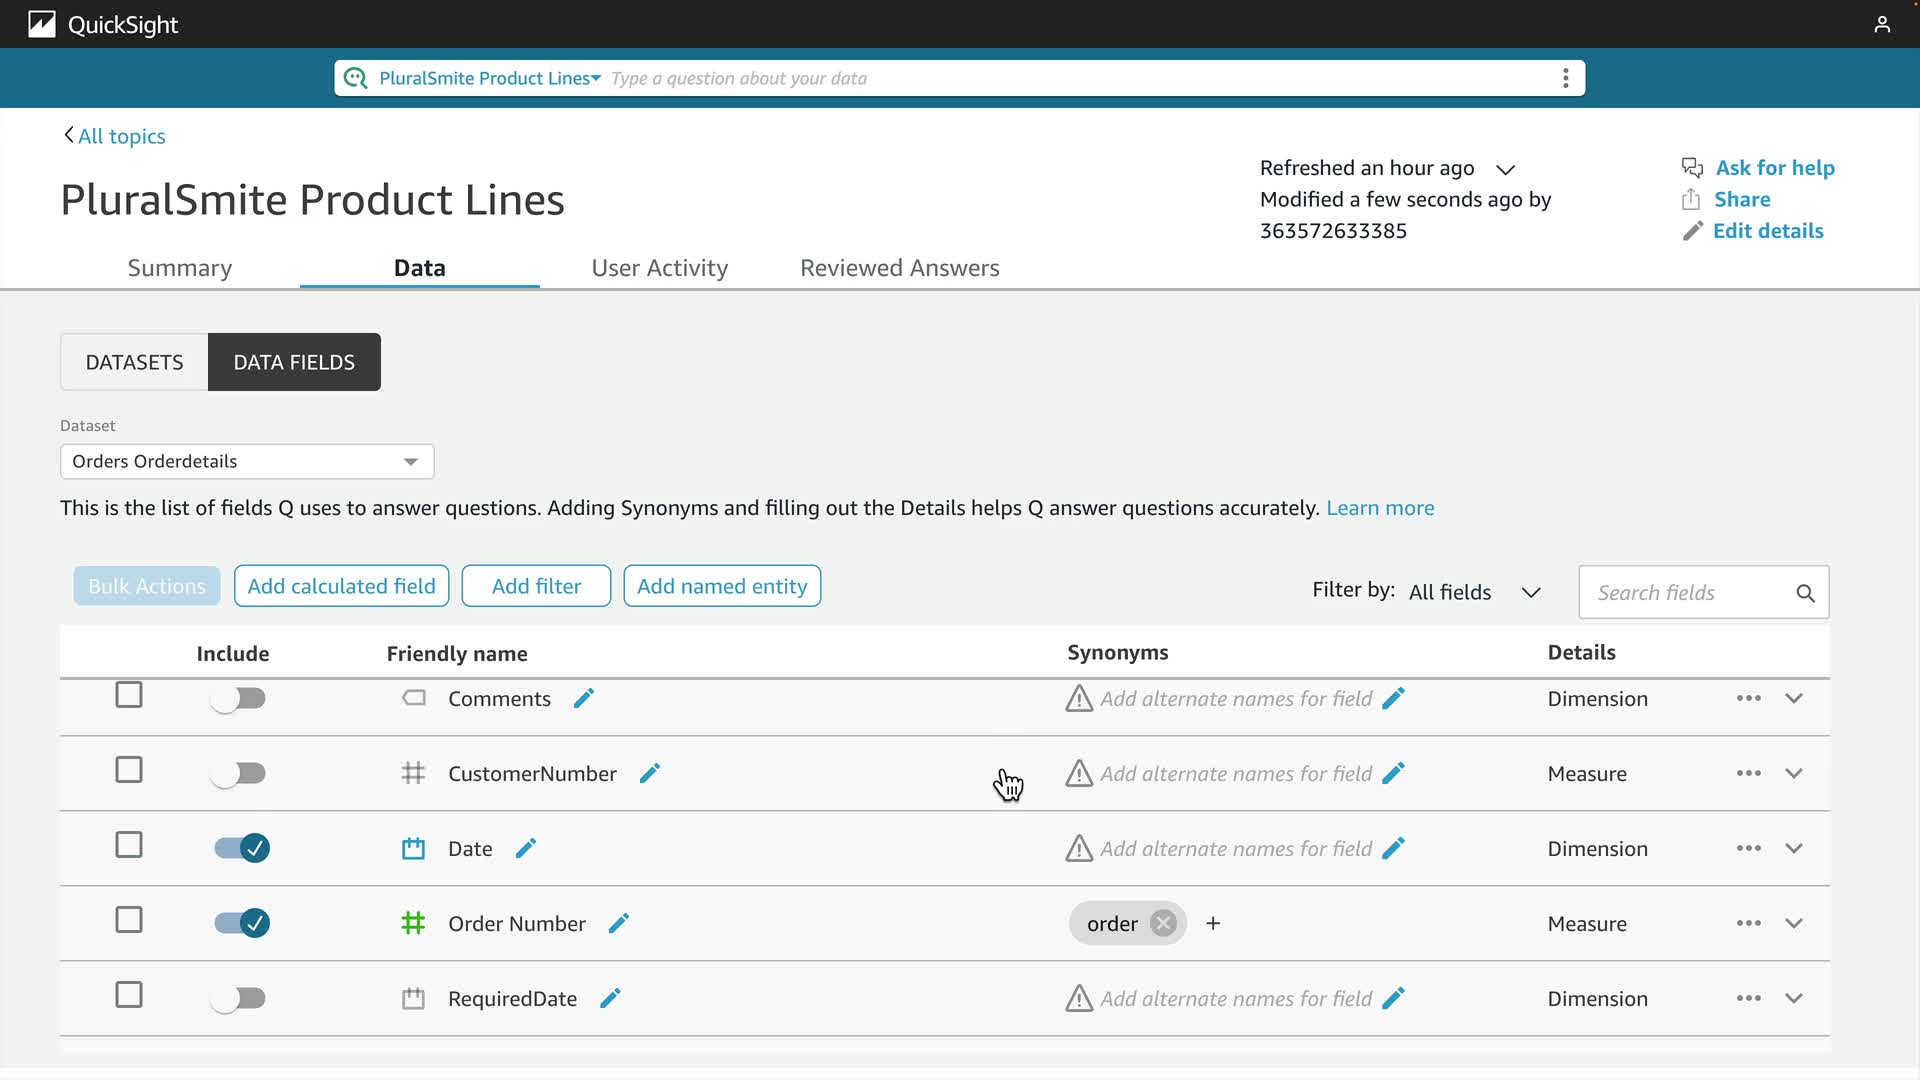 QuickSight
PluralSmite Product Lines Type a question about your data
All topics
PluralSmite Product Lines
Refreshed an hour ago
Modified a few seconds ago by
363572633385
Ask for help
Share
Edit details
Summary Data User Activity Reviewed Answers
DATASETS DATA FIELDS
Dataset
Orders Orderdetails
This is the list of fields Q uses to answer questions. Adding Synonyms and filling out the Details helps Q answer questions accurately. Learn more
Bulk Actions Add calculated field Add filter Add named entity Filter by: All fields Search fields
Include Friendly name Synonyms Details
Comments Add alternate names for field Dimension
CustomerNumber Add alternate names for field Measure
Date Add alternate names for field Dimension
Order Number order + Measure
RequiredDate Add alternate names for field Dimension